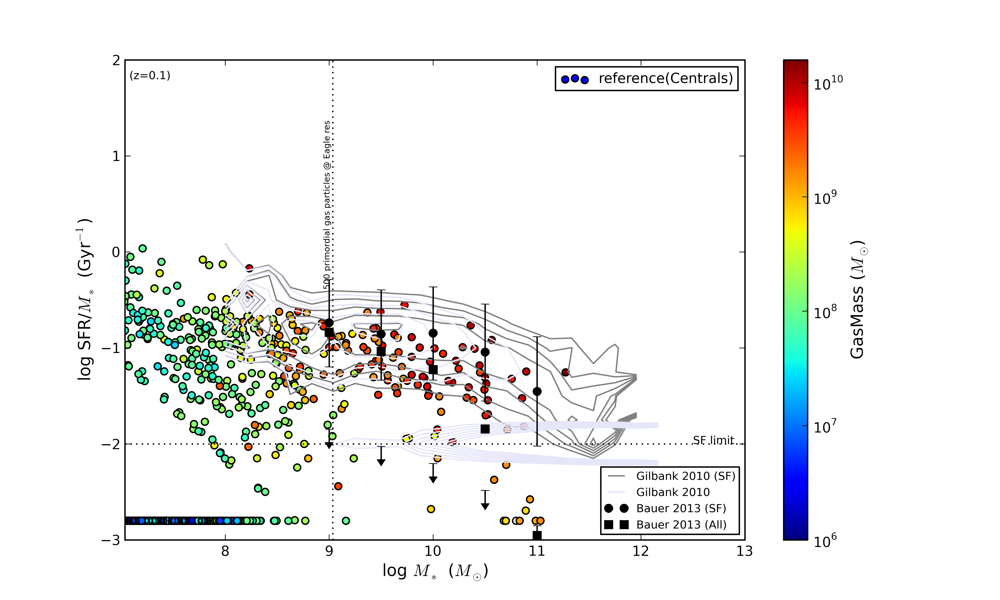 (z=0.1)
reference(Centrals)
2
1
0
−1
−2
−3
log SFR/M* (Gyr⁻¹)
500 primordial gas particles @ Eagle res
SF limit
Gilbank 2010 (SF)
Gilbank 2010
Bauer 2013 (SF)
Bauer 2013 (All)
8 9 10 11 12 13
log M* (M⊙)
10¹⁰
10⁹
10⁸
10⁷
10⁶
GasMass (M⊙)